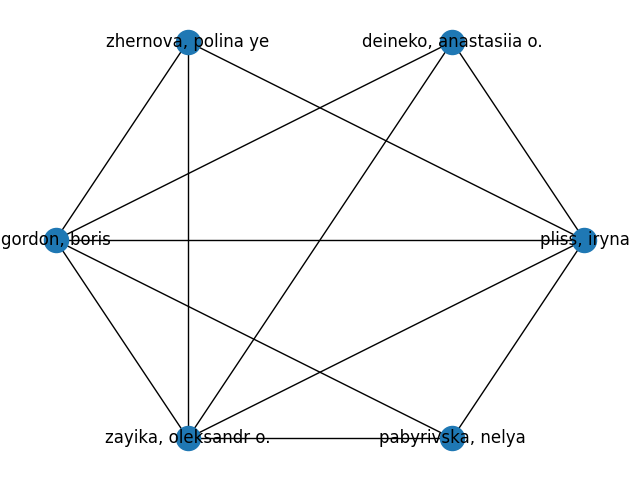 zhernova, polina ye
deineko, anastasiia o.
gordon, boris
pliss, iryna
zayika, oleksandr o.
pabyrivska, nelya